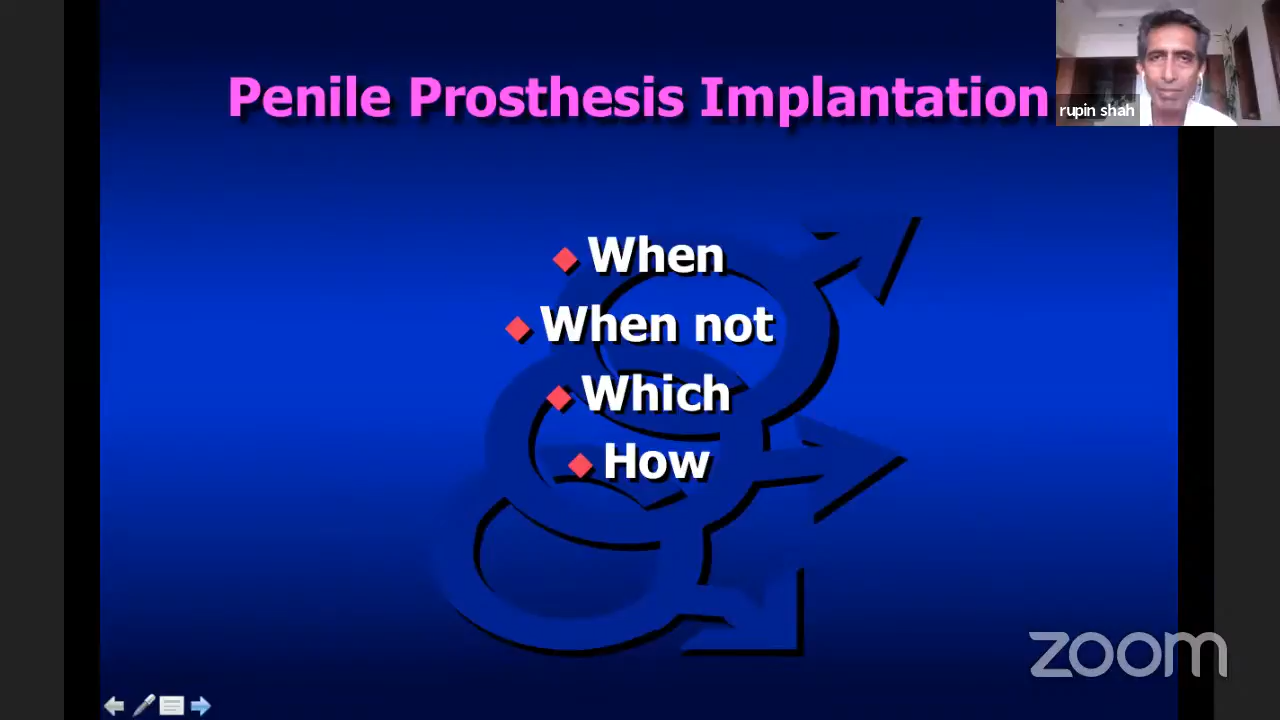 Penile Prosthesis Implantation
rupin shah
When
When not
Which
How
zoom